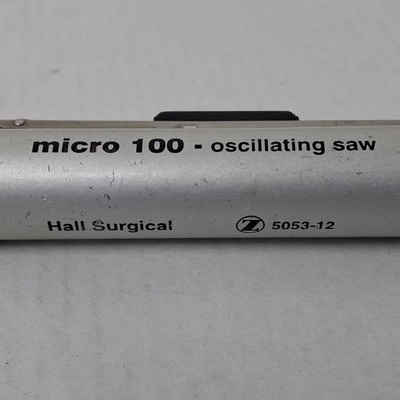 micro 100 - oscillating saw
Hall Surgical Z 5053-12